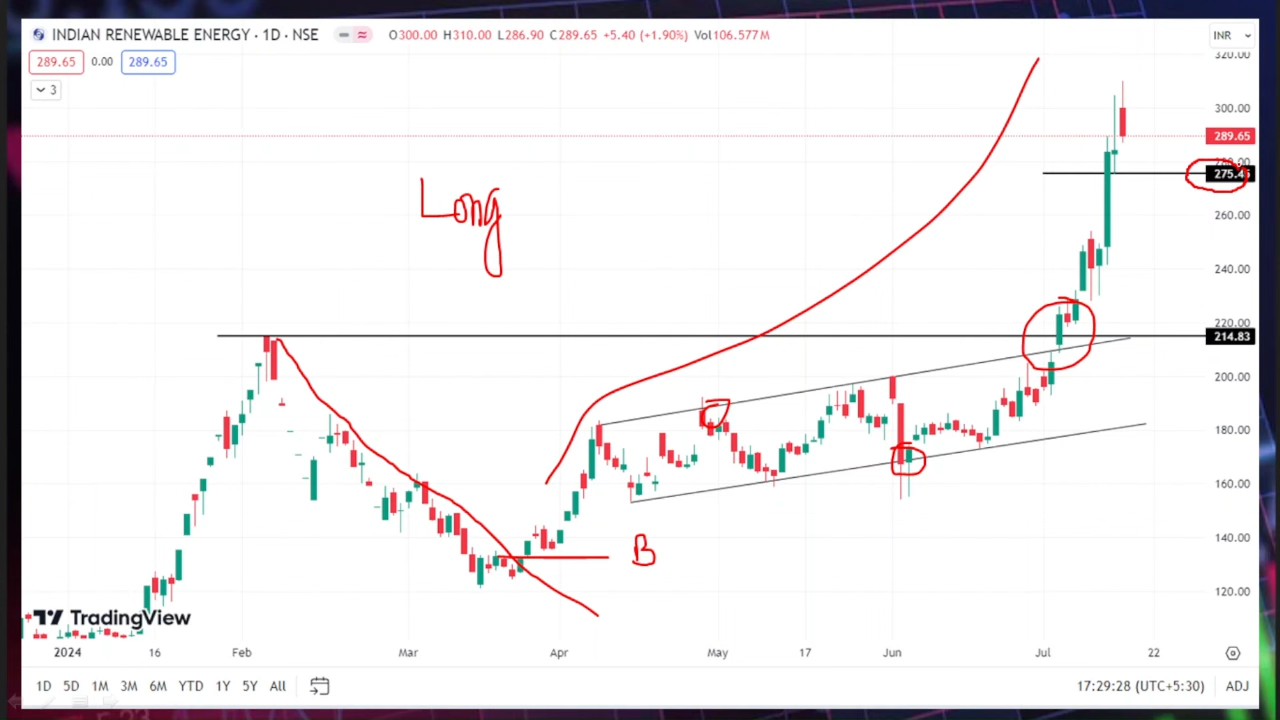 INDIAN RENEWABLE ENERGY · 1D · NSE O300.00 H310.00 L286.90 C289.65 +5.40 (+1.90%) Vol106.577M INR
289.65 0.00 289.65
3
320.00
300.00
289.65
280.00
275.45
260.00
Long
240.00
220.00
214.83
200.00
180.00
160.00
B
140.00
120.00
TradingView
2024 16 Feb Mar Apr May 17 Jun Jul 22
1D 5D 1M 3M 6M YTD 1Y 5Y All 17:29:28 (UTC+5:30) ADJ